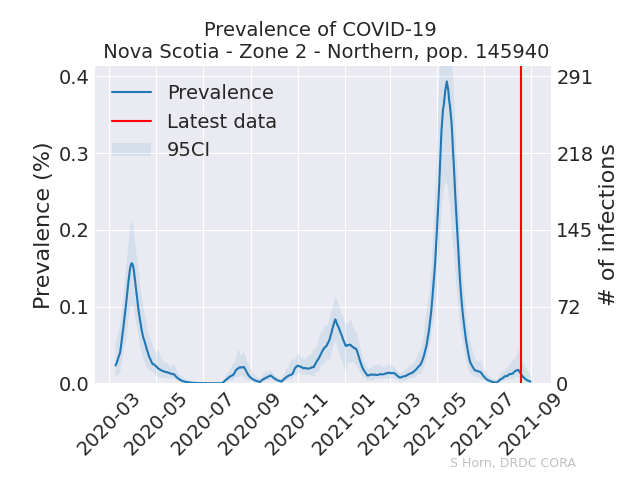 Prevalence of COVID-19
Nova Scotia - Zone 2 - Northern, pop. 145940
Prevalence
Latest data
95CI
Prevalence (%)
0.4
0.3
0.2
0.1
0.0
291
218
145
72
0
# of infections
2020-03
2020-05
2020-07
2020-09
2020-11
2021-01
2021-03
2021-05
2021-07
2021-09
S Horn, DRDC CORA